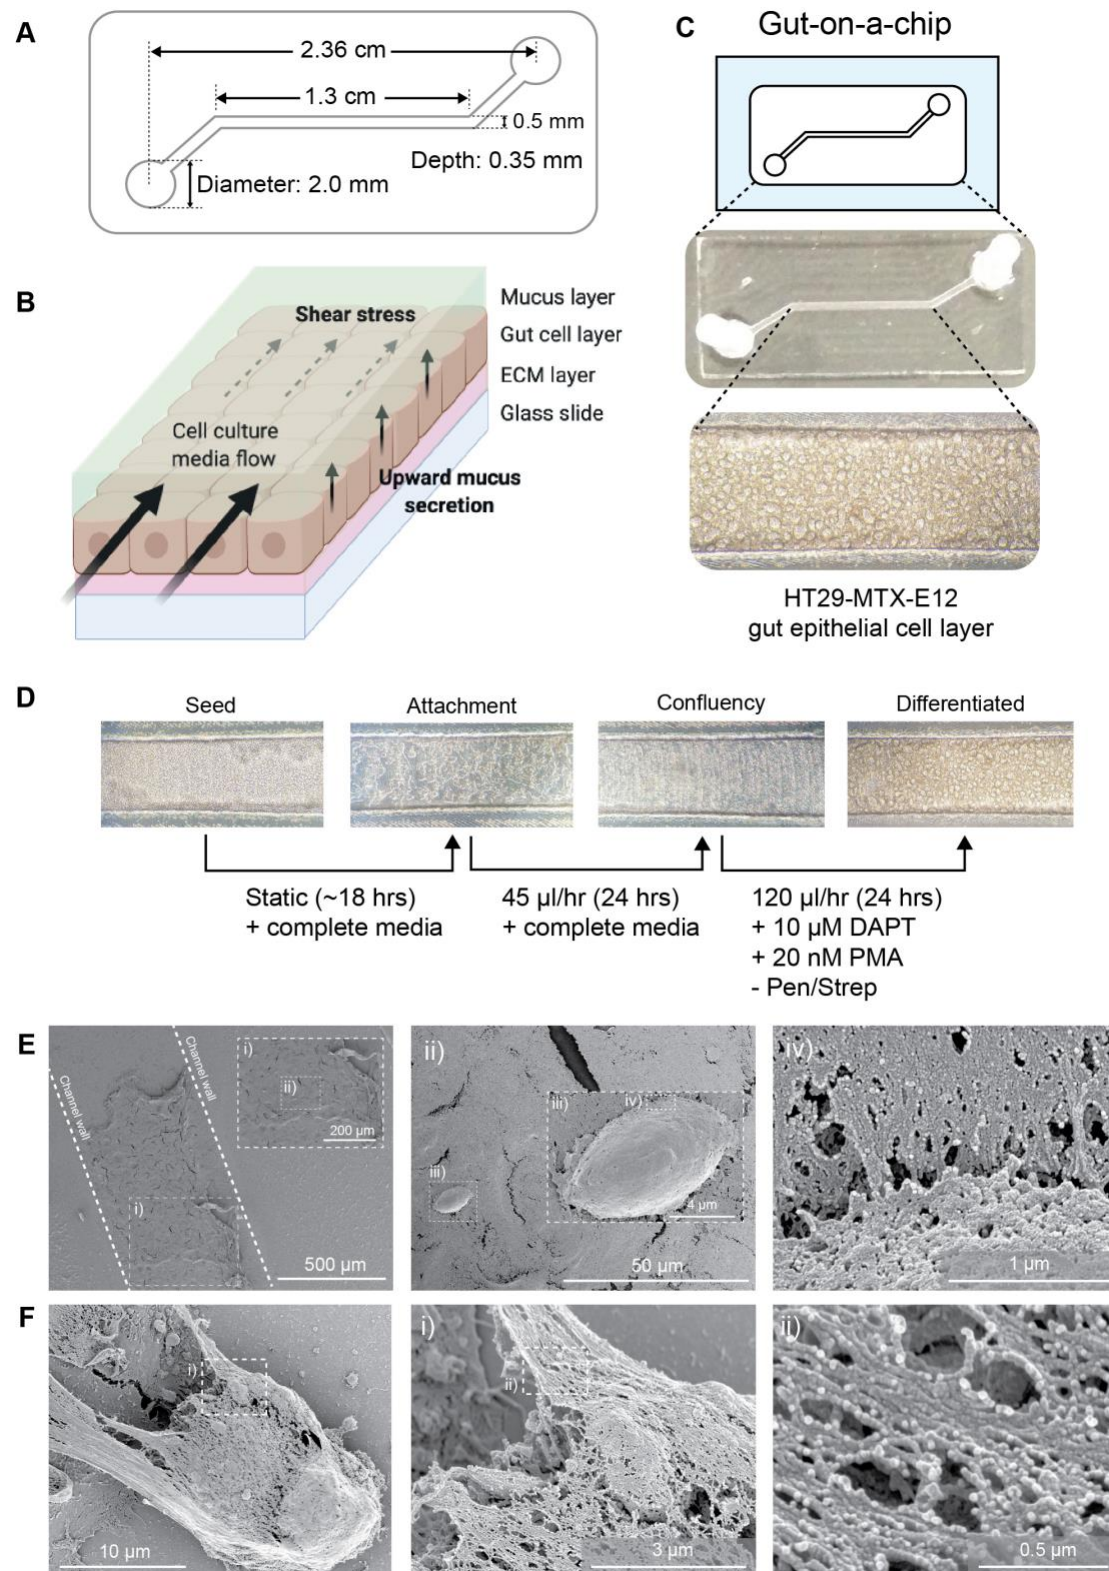 A
2.36 cm
1.3 cm
0.5 mm
Depth: 0.35 mm
Diameter: 2.0 mm
B
Shear stress
Cell culture
media flow
Upward mucus
secretion
Mucus layer
Gut cell layer
ECM layer
Glass slide
C
Gut-on-a-chip
HT29-MTX-E12
gut epithelial cell layer
D
Seed
Attachment
Confluency
Differentiated
Static (~18 hrs)
+ complete media
45 µl/hr (24 hrs)
+ complete media
120 µl/hr (24 hrs)
+ 10 µM DAPT
+ 20 nM PMA
- Pen/Strep
E
Channel wall
Channel wall
i)
ii)
200 µm
i)
500 µm
ii)
iii)
iv)
4 µm
iii)
50 µm
iv)
1 µm
F
i)
10 µm
i)
ii)
3 µm
ii)
0.5 µm